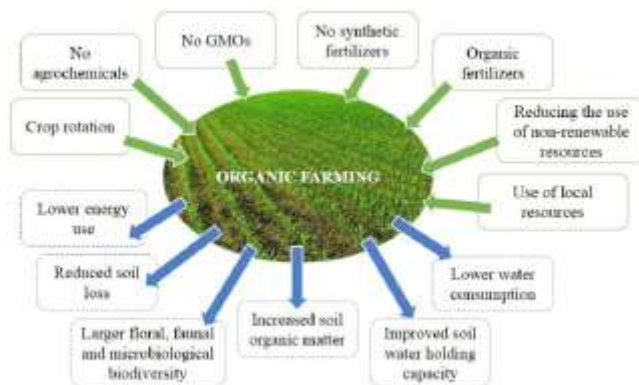 No
agrochemicals
No GMOs
No synthetic
fertilizers
Organic
fertilizers
Crop rotation
Reducing the use
of non-renewable
resources
ORGANIC FARMING
Use of local
resources
Lower energy
use
Reduced soil
loss
Larger floral, faunal
and microbiological
biodiversity
Increased soil
organic matter
Improved soil
water holding
capacity
Lower water
consumption